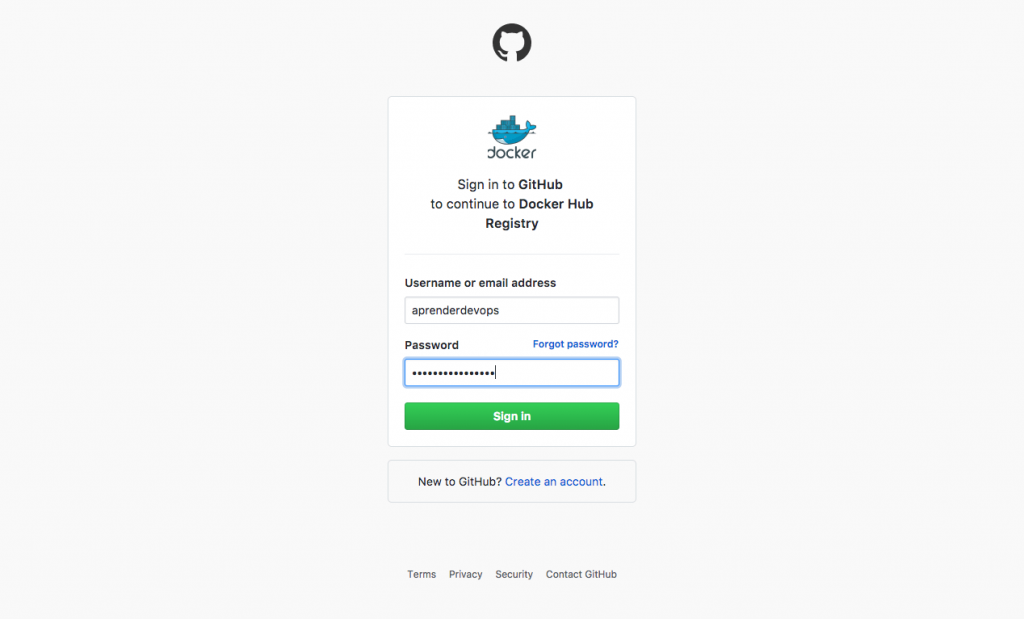 docker
Sign in to GitHub
to continue to Docker Hub
Registry
Username or email address
aprenderdevops
Password Forgot password?
••••••••••••••••
Sign in
New to GitHub? Create an account.
Terms Privacy Security Contact GitHub